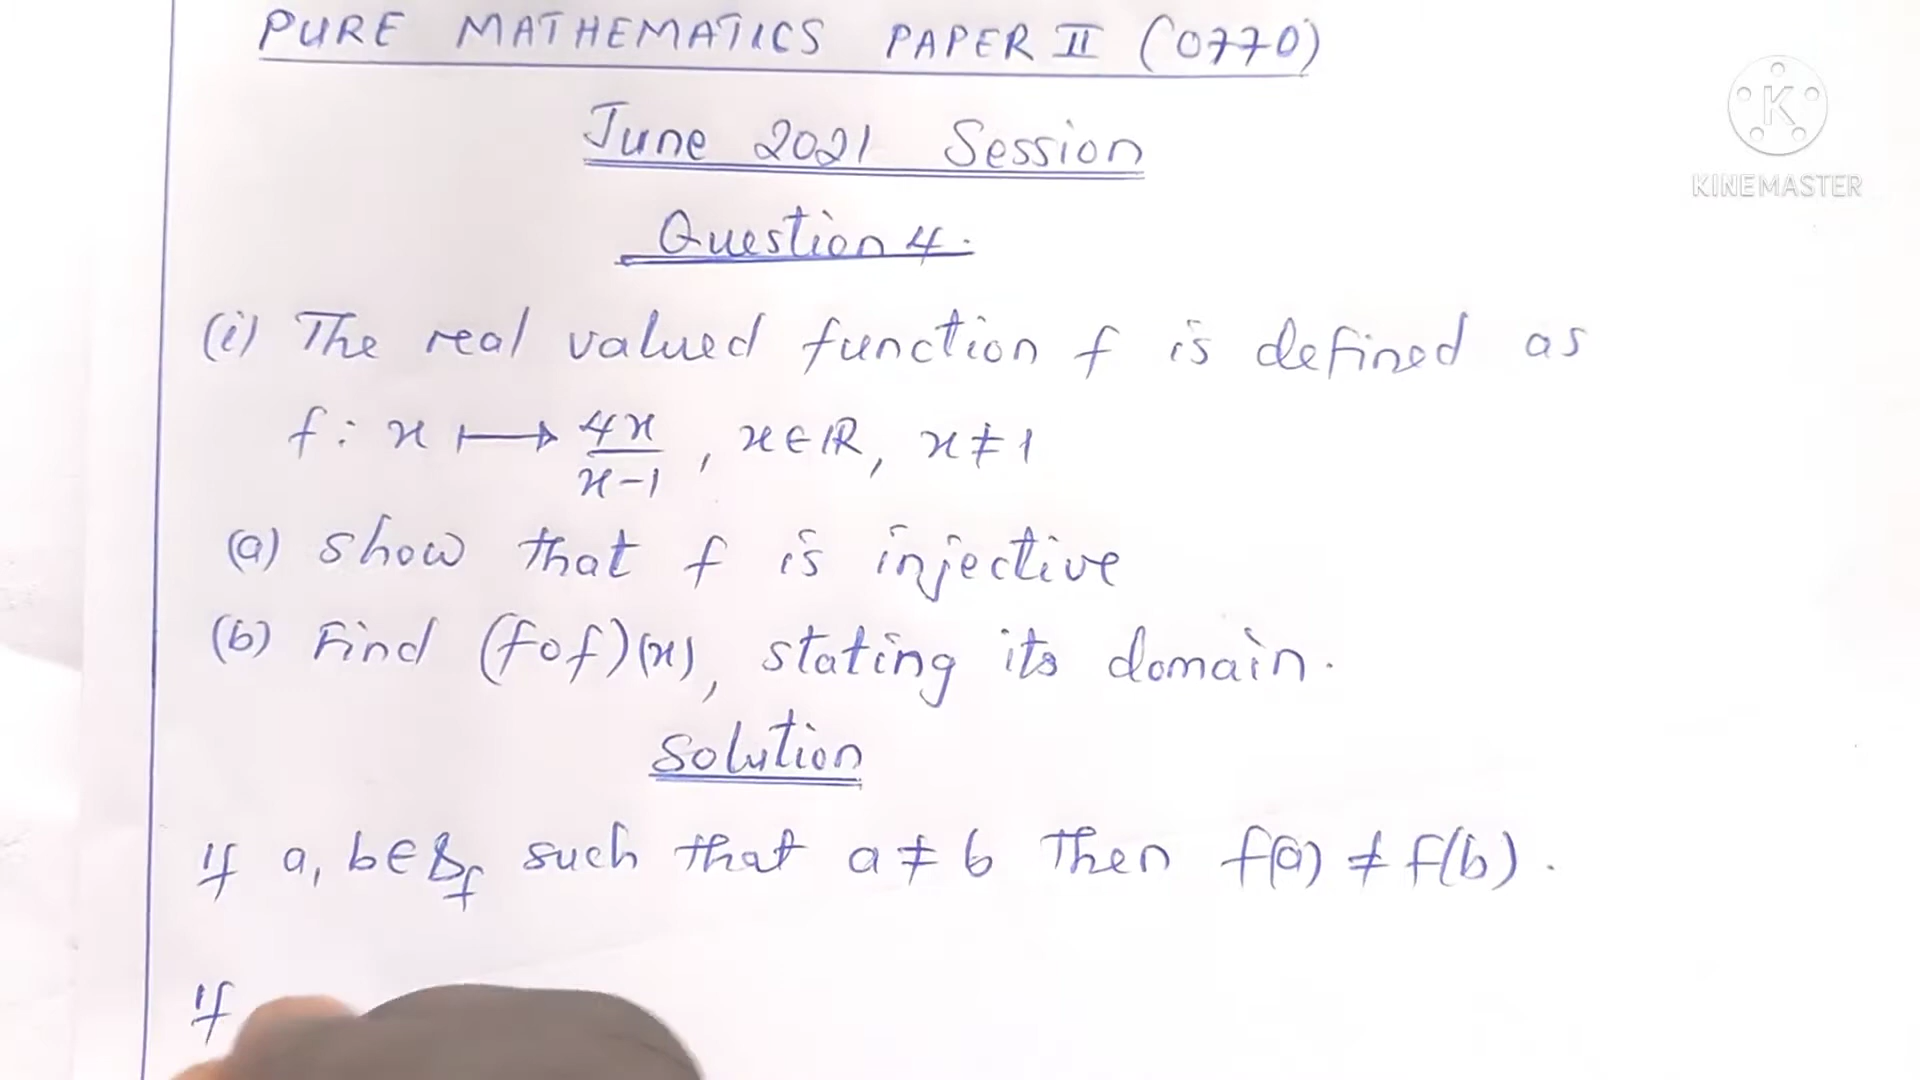 PURE MATHEMATICS PAPER II (0770)
June 2021 Session
Question 4.
(i) The real valued function f is defined as
f: x ⟼ 4x/(x-1), x∈ℝ, x≠1
(a) show that f is injective
(b) Find (fof)(x), stating its domain.
Solution
If a, b∈D_f such that a≠b Then f(a)≠f(b).
If
KINEMASTER